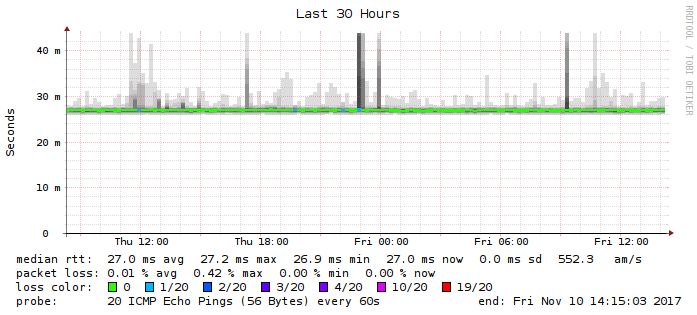 Last 30 Hours
RRDTOOL / TOBI OETIKER
Seconds
40 m
30 m
20 m
10 m
0
Thu 12:00 Thu 18:00 Fri 00:00 Fri 06:00 Fri 12:00
median rtt: 27.0 ms avg 27.2 ms max 26.9 ms min 27.0 ms now 0.0 ms sd 552.3 am/s
packet loss: 0.01 % avg 0.42 % max 0.00 % min 0.00 % now
loss color: 0 1/20 2/20 3/20 4/20 10/20 19/20
probe: 20 ICMP Echo Pings (56 Bytes) every 60s end: Fri Nov 10 14:15:03 2017